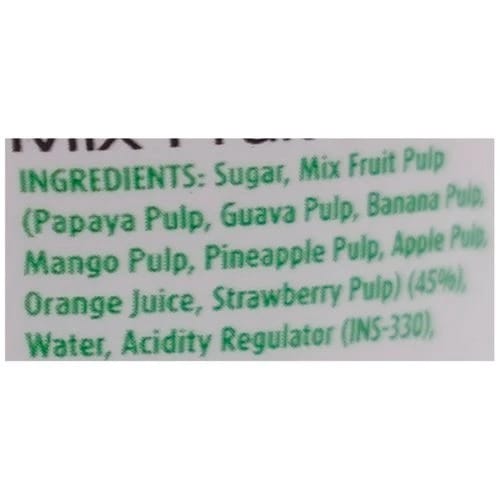 INGREDIENTS: Sugar, Mix Fruit Pulp
(Papaya Pulp, Guava Pulp, Banana Pulp,
Mango Pulp, Pineapple Pulp, Apple Pulp,
Orange Juice, Strawberry Pulp) (45%),
Water, Acidity Regulator (INS-330),